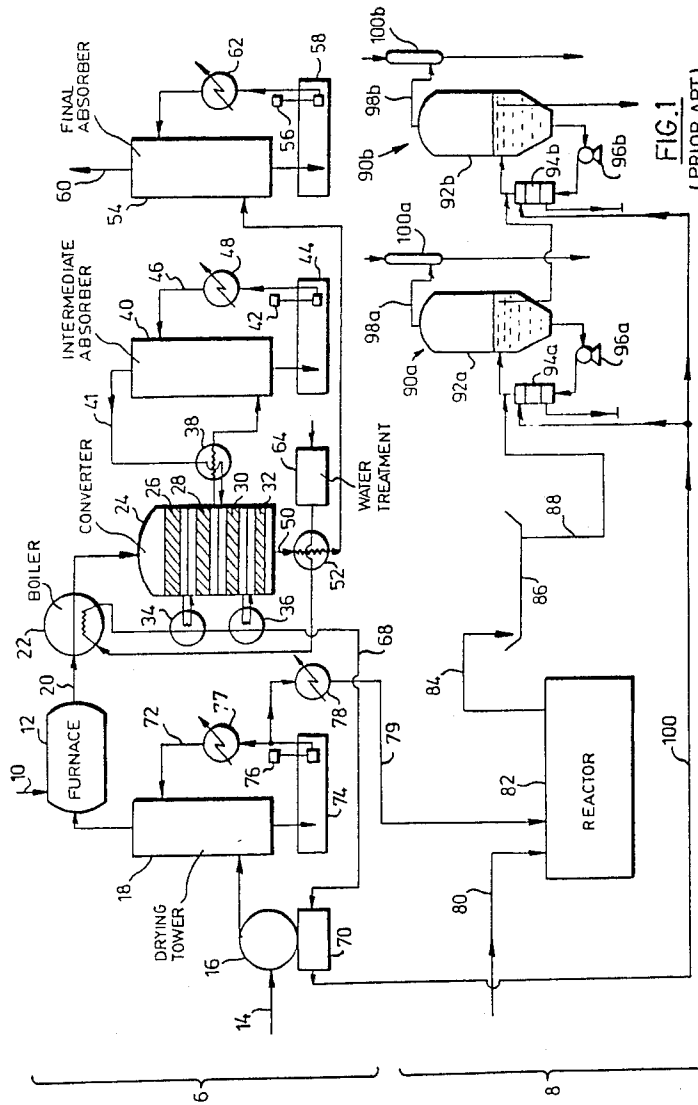 10
12
FURNACE
20
22
BOILER
CONVERTER
24
26
28
30
32
34
36
38
41
INTERMEDIATE
ABSORBER
40
46
48
42
44
60
FINAL
ABSORBER
54
62
56
58
50
52
64
WATER
TREATMENT
18
DRYING
TOWER
72
77
76
74
78
79
68
16
14
70
6
80
82
REACTOR
84
86
88
100
90a
92a
94a
96a
98a
100a
90b
92b
94b
96b
98b
100b
8
FIG.1
(PRIOR ART)